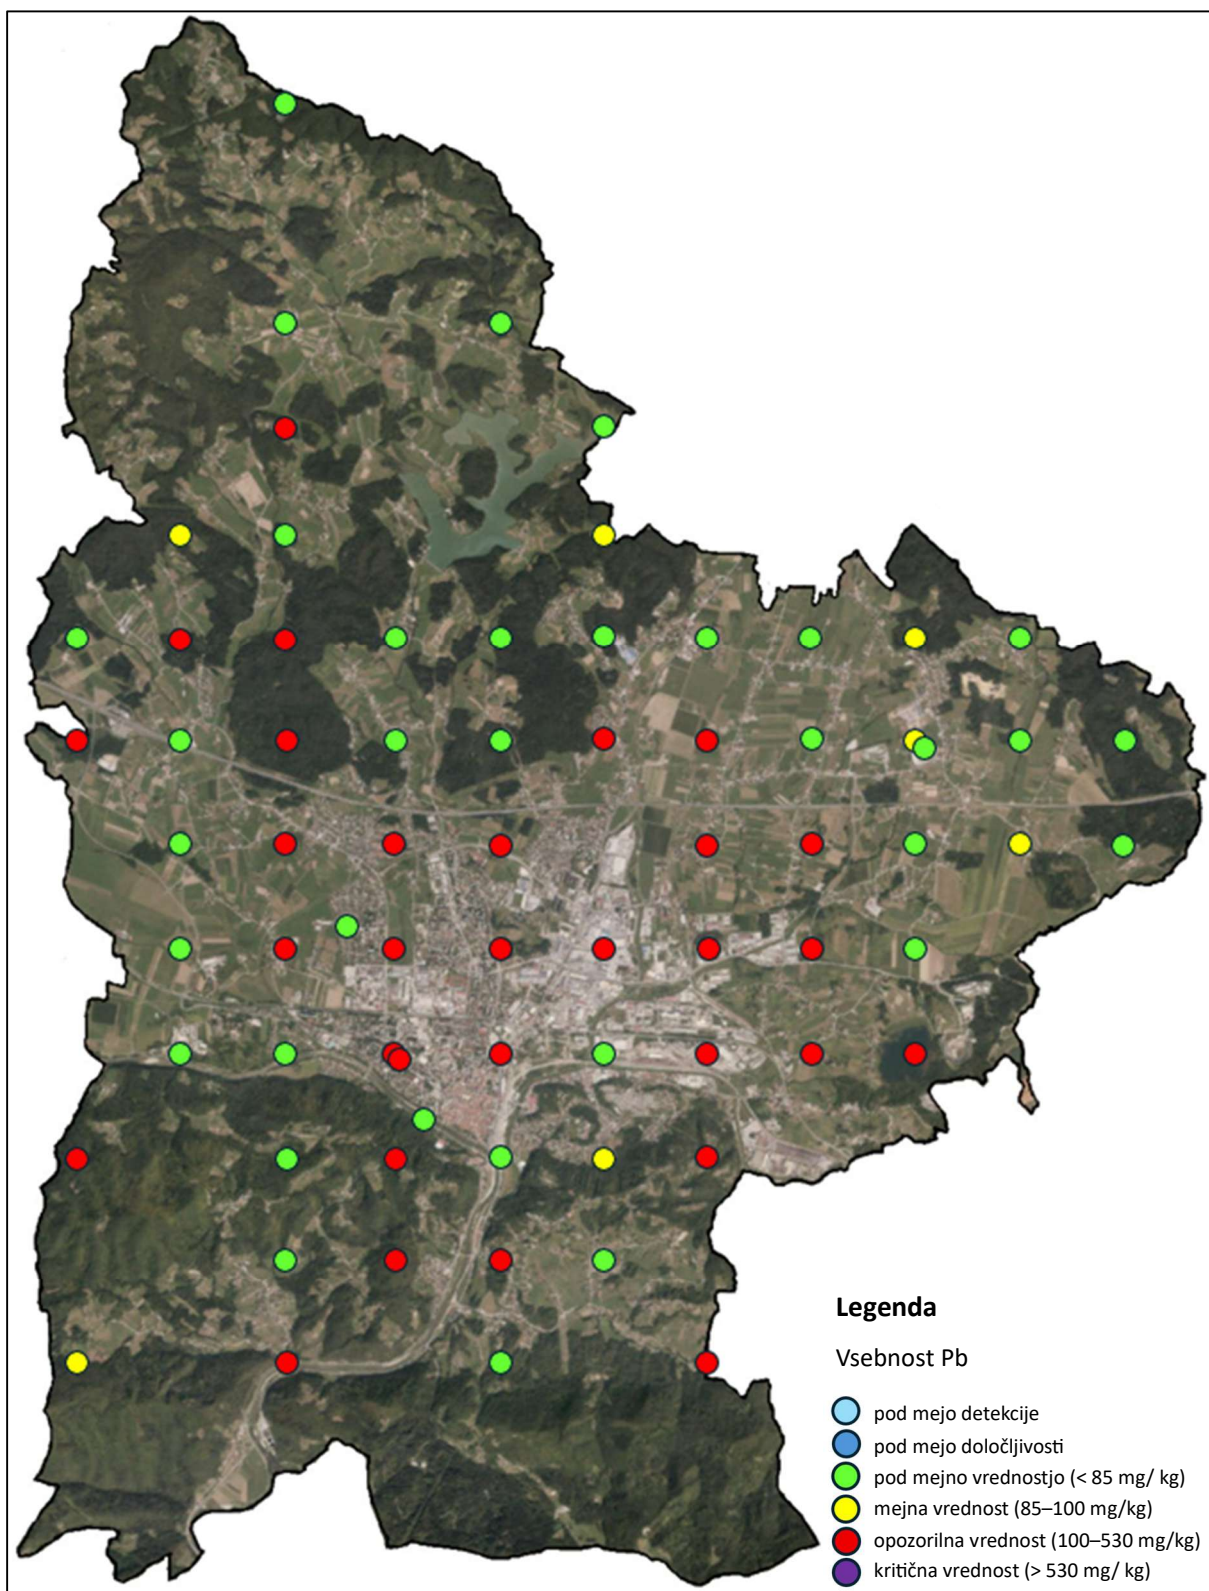 Legenda
Vsebnost Pb
pod mejo detekcije
pod mejo določljivosti
pod mejno vrednostjo (< 85 mg/ kg)
mejna vrednost (85–100 mg/kg)
opozorilna vrednost (100–530 mg/kg)
kritična vrednost (> 530 mg/ kg)